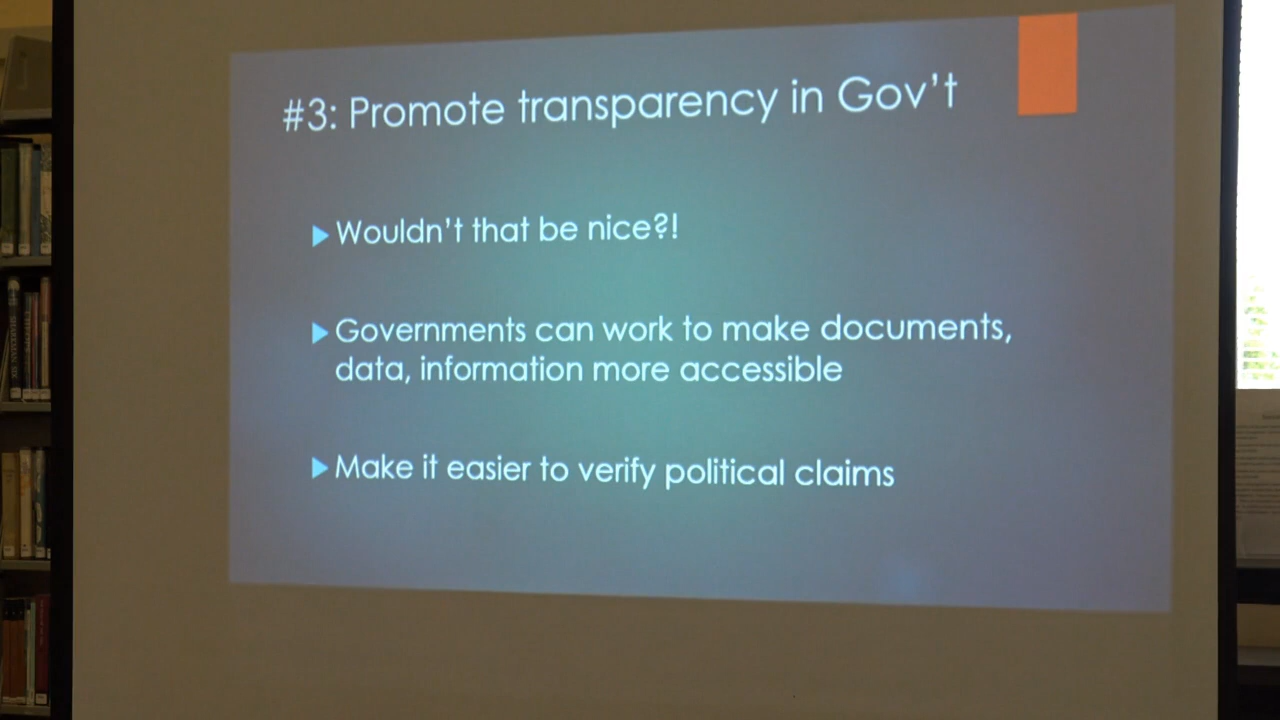 #3: Promote transparency in Gov't
▶ Wouldn't that be nice?!
▶ Governments can work to make documents,
data, information more accessible
▶ Make it easier to verify political claims